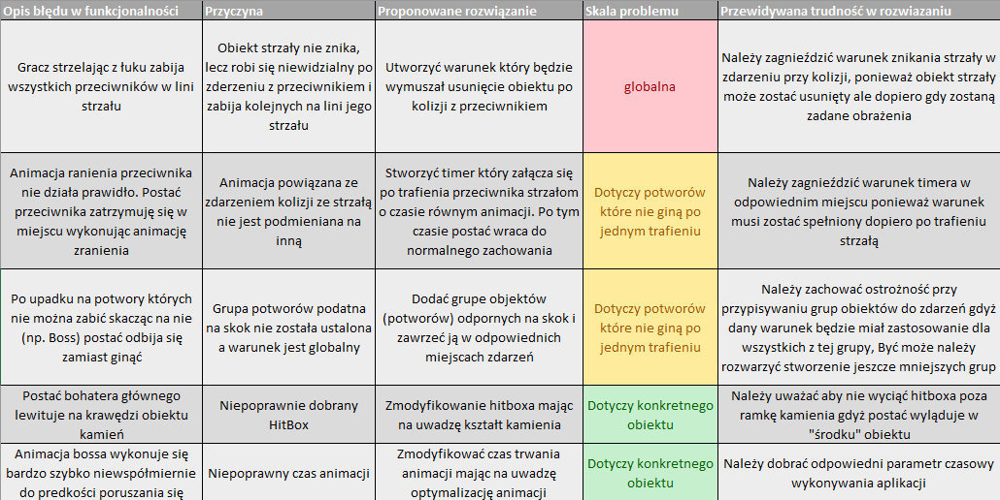 Opis błędu w funkcjonalności
Przyczyna
Proponowane rozwiązanie
Skala problemu
Przewidywana trudność w rozwiazaniu
Gracz strzelając z łuku zabija
wszystkich przeciwników w lini
strzału
Obiekt strzały nie znika,
lecz robi się niewidzialny po
zderzeniu z przeciwnikiem i
zabija kolejnych na lini jego
strzału
Utworzyć warunek który będzie
wymuszał usunięcie obiektu po
kolizji z przeciwnikiem
globalna
Należy zagnieździć warunek znikania strzały w
zdarzeniu przy kolizji, ponieważ obiekt strzały
może zostać usunięty ale dopiero gdy zostaną
zadane obrażenia
Animacja ranienia przeciwnika
nie działa prawidło. Postać
przeciwnika zatrzymuję się w
miejscu wykonując animację
zranienia
Animacja powiązana ze
zdarzeniem kolizji ze strzałą
nie jest podmieniana na
inną
Stworzyć timer który załącza się
po trafienia przeciwnika strzałom
o czasie równym animacji. Po tym
czasie postać wraca do
normalnego zachowania
Dotyczy potworów
które nie giną po
jednym trafieniu
Należy zagnieździć warunek timera w
odpowiednim miejscu ponieważ warunek
musi zostać spełniony dopiero po trafieniu
strzałą
Po upadku na potwory których
nie można zabić skacząc na nie
(np. Boss) postać odbija się
zamiast ginąć
Grupa potworów podatna
na skok nie została ustalona
a warunek jest globalny
Dodać grupe objektów
(potworów) odpornych na skok i
zawrzeć ją w odpowiednich
miejscach zdarzeń
Dotyczy potworów
które nie giną po
jednym trafieniu
Należy zachować ostrożność przy
przypisywaniu grup obiektów do zdarzeń gdyż
dany warunek będzie miał zastosowanie dla
wszystkich z tej grupy, Być może należy
rozwarzyć stworzenie jeszcze mniejszych grup
Postać bohatera głównego
lewituje na krawędzi obiektu
kamień
Niepoprawnie dobrany
HitBox
Zmodyfikowanie hitboxa mając
na uwadzę kształt kamienia
Dotyczy konkretnego
obiektu
Należy uważać aby nie wyciąć hitboxa poza
ramkę kamienia gdyż postać wyląduje w
"środku" obiektu
Animacja bossa wykonuje się
bardzo szybko niewspółmiernie
do predkości poruszania się
Niepoprawny czas animacji
Zmodyfikować czas trwania
animacji mając na uwadzę
optymalizację animacji
Dotyczy konkretnego
obiektu
Należy dobrać odpowiedni parametr czasowy
wykonywania aplikacji